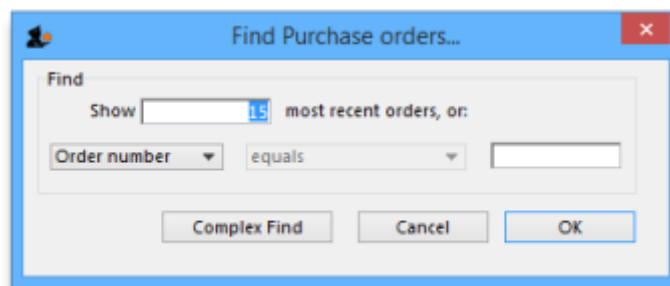 Find Purchase orders...
Find
Show 15 most recent orders, or:
Order number equals
Complex Find Cancel OK